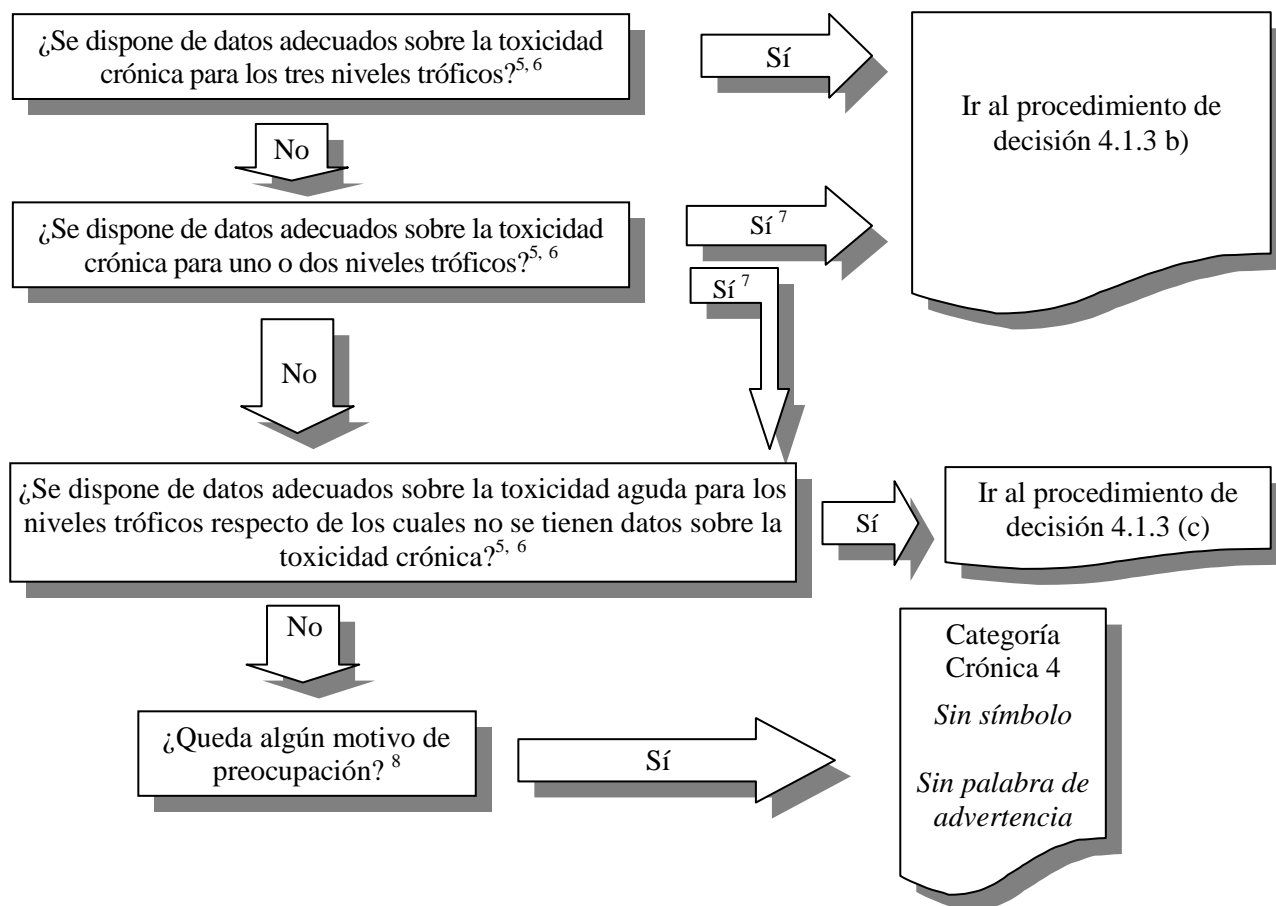 ¿Se dispone de datos adecuados sobre la toxicidad
crónica para los tres niveles tróficos?5, 6
Sí
Ir al procedimiento de
decisión 4.1.3 b)
No
¿Se dispone de datos adecuados sobre la toxicidad
crónica para uno o dos niveles tróficos?5, 6
Sí 7
Sí 7
No
¿Se dispone de datos adecuados sobre la toxicidad aguda para los
niveles tróficos respecto de los cuales no se tienen datos sobre la
toxicidad crónica?5, 6
Sí
Ir al procedimiento de
decisión 4.1.3 (c)
No
¿Queda algún motivo de
preocupación? 8
Sí
Categoría
Crónica 4
Sin símbolo
Sin palabra de
advertencia